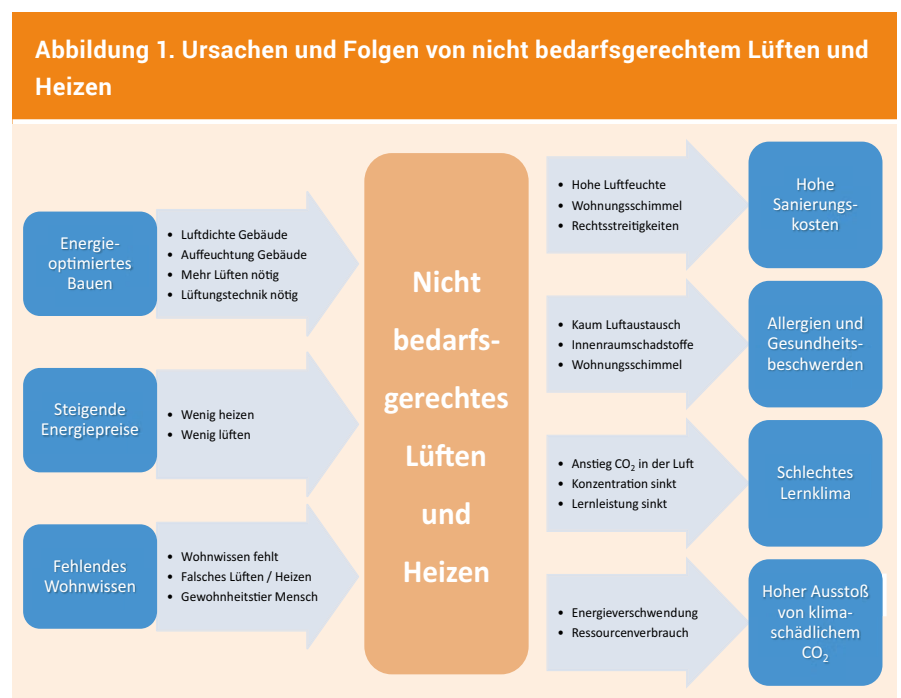 Abbildung 1. Ursachen und Folgen von nicht bedarfsgerechtem Lüften und
Heizen
Energie-
optimiertes
Bauen
• Luftdichte Gebäude
• Auffeuchtung Gebäude
• Mehr Lüften nötig
• Lüftungstechnik nötig
Steigende
Energiepreise
• Wenig heizen
• Wenig lüften
Fehlendes
Wohnwissen
• Wohnwissen fehlt
• Falsches Lüften / Heizen
• Gewohnheitstier Mensch
Nicht
bedarfs-
gerechtes
Lüften
und
Heizen
• Hohe Luftfeuchte
• Wohnungsschimmel
• Rechtsstreitigkeiten
Hohe
Sanierungs-
kosten
• Kaum Luftaustausch
• Innenraumschadstoffe
• Wohnungsschimmel
Allergien und
Gesundheits-
beschwerden
• Anstieg CO₂ in der Luft
• Konzentration sinkt
• Lernleistung sinkt
Schlechtes
Lernklima
• Energieverschwendung
• Ressourcenverbrauch
Hoher Ausstoß
von klima-
schädlichem
CO₂